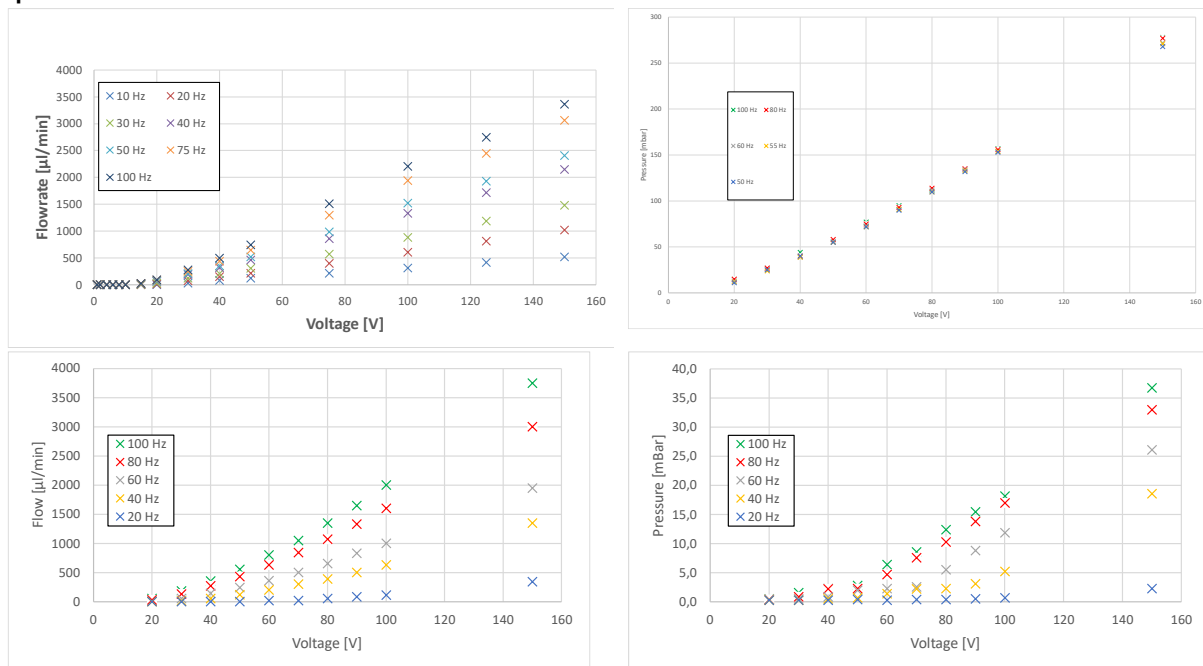 4000
3500
3000
2500
2000
1500
1000
500
0
Flowrate [µl/min]
10 Hz 20 Hz
30 Hz 40 Hz
50 Hz 75 Hz
100 Hz
0 20 40 60 80 100 120 140 160
Voltage [V]
300
250
200
150
100
50
0
Pressure [mbar]
100 Hz 80 Hz
60 Hz 55 Hz
50 Hz
0 20 40 60 80 100 120 140 160
Voltage [V]
4000
3500
3000
2500
2000
1500
1000
500
0
Flow [µl/min]
100 Hz
80 Hz
60 Hz
40 Hz
20 Hz
0 20 40 60 80 100 120 140 160
Voltage [V]
40,0
35,0
30,0
25,0
20,0
15,0
10,0
5,0
0,0
Pressure [mBar]
100 Hz
80 Hz
60 Hz
40 Hz
20 Hz
0 20 40 60 80 100 120 140 160
Voltage [V]